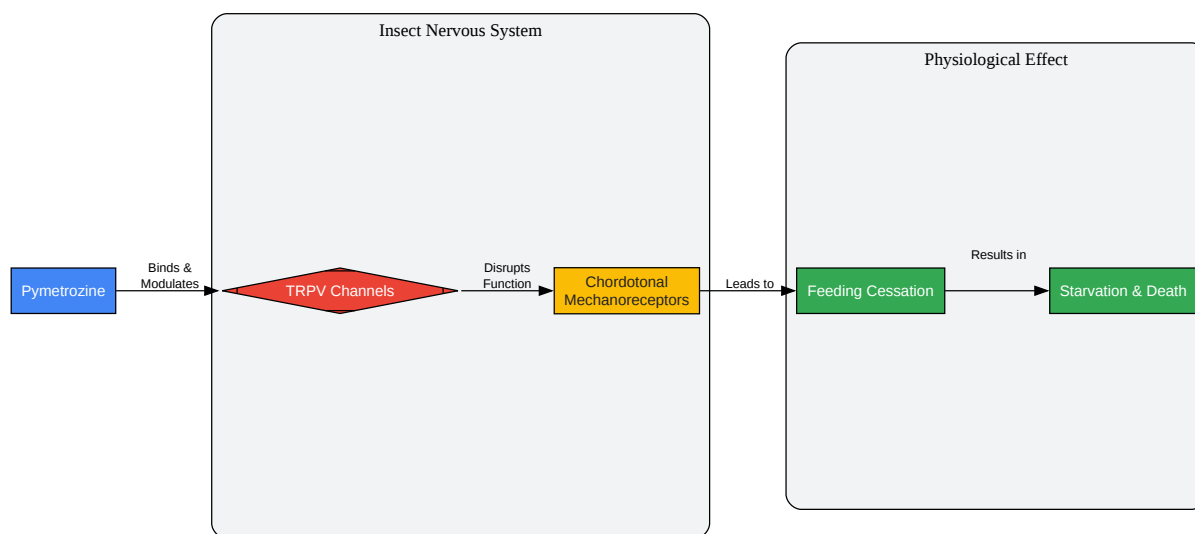 Insect Nervous System
Physiological Effect
Pymetrozine
Binds &
Modulates
TRPV Channels
Disrupts
Function
Chordotonal
Mechanoreceptors
Leads to
Feeding Cessation
Results in
Starvation & Death